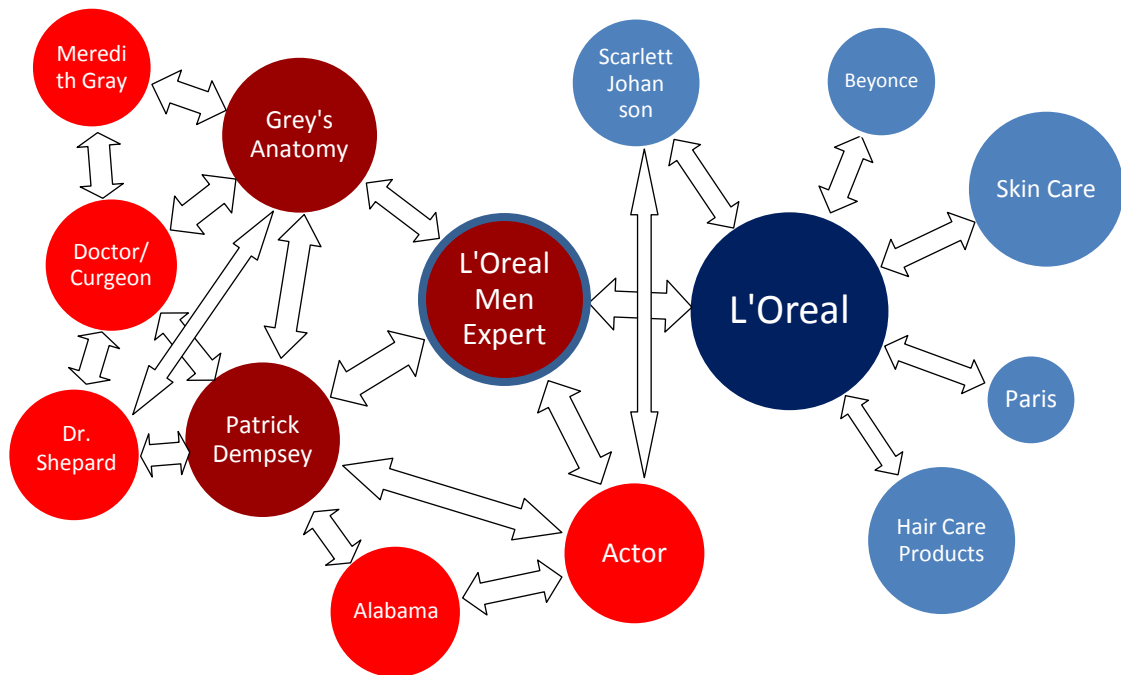 Meredi
th Gray
Grey's
Anatomy
Scarlett
Johan
son
Beyonce
Skin Care
Doctor/
Curgeon
L'Oreal
Men
Expert
L'Oreal
Dr.
Shepard
Patrick
Dempsey
Paris
Actor
Hair Care
Products
Alabama